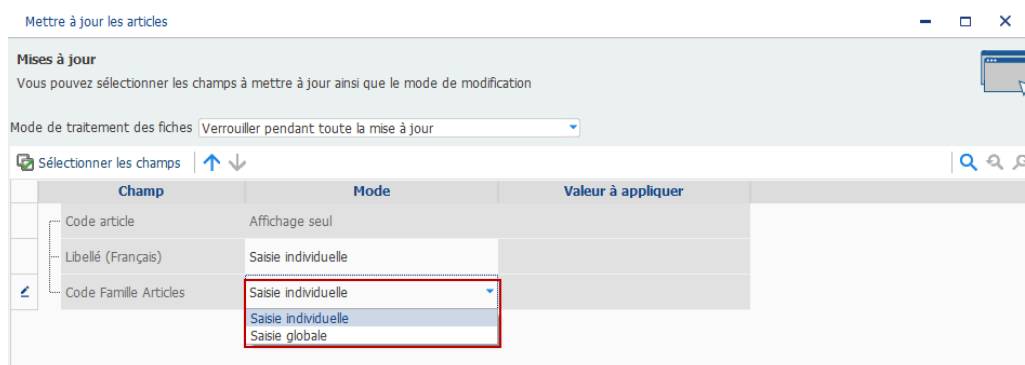 Mettre à jour les articles
Mises à jour
Vous pouvez sélectionner les champs à mettre à jour ainsi que le mode de modification
Mode de traitement des fiches Verrouiller pendant toute la mise à jour
Sélectionner les champs
Champ Mode Valeur à appliquer
Code article Affichage seul
Libellé (Français) Saisie individuelle
Code Famille Articles Saisie individuelle
Saisie individuelle
Saisie globale